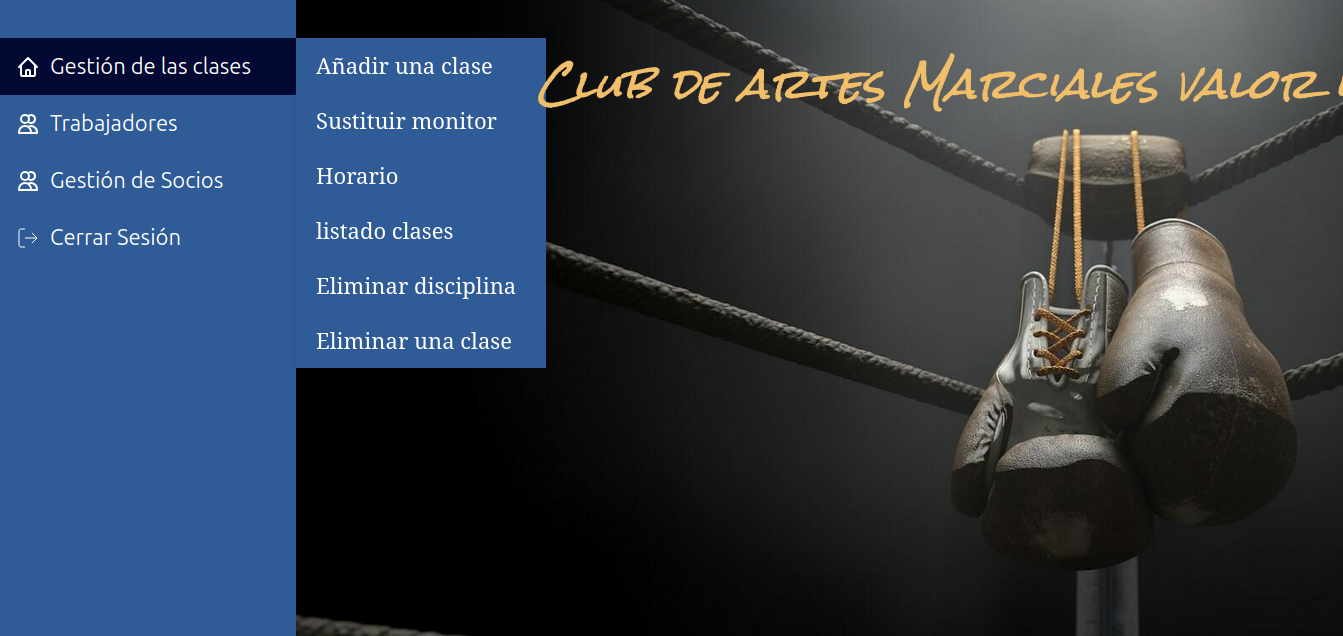 Gestión de las clases
Trabajadores
Gestión de Socios
Cerrar Sesión
Añadir una clase
Sustituir monitor
Horario
listado clases
Eliminar disciplina
Eliminar una clase
Club de artes Marciales valor